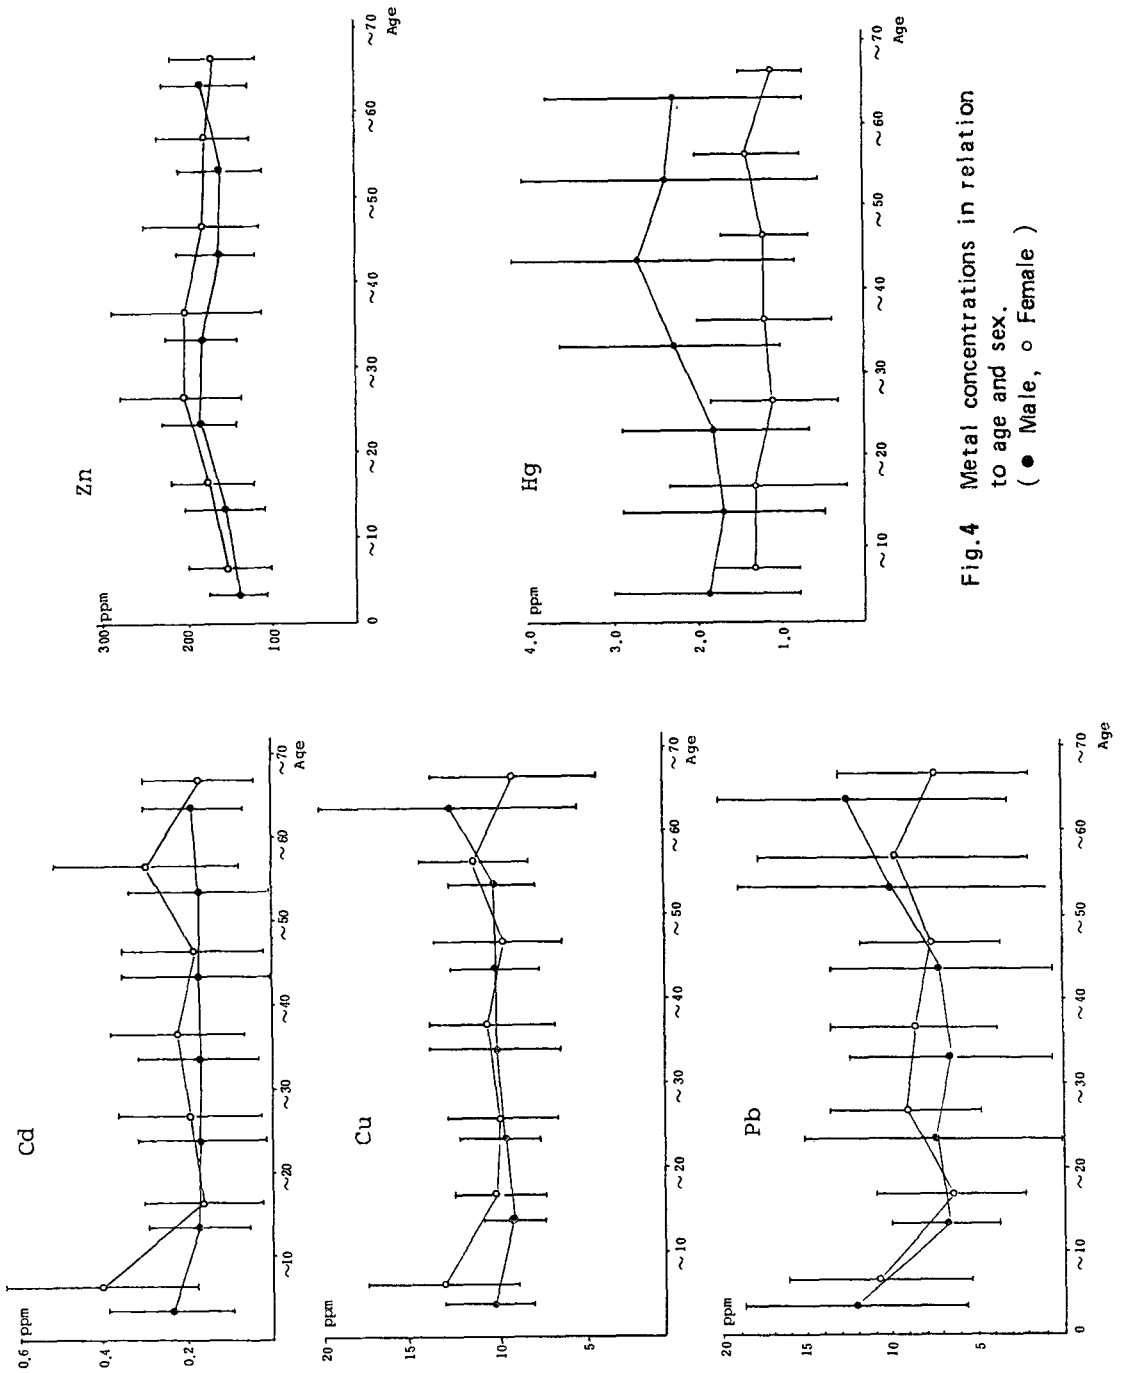 Cd
0.6 ppm
0.4
0.2
~10
~20
~30
~40
~50
~60
~70
Age
Cu
20 ppm
10
5
~10
~20
~30
~40
~50
~60
~70
Age
Pb
20 ppm
10
5
0
~10
~20
~30
~40
~50
~60
~70
Age
Zn
300 ppm
200
100
0
~10
~20
~30
~40
~50
~60
~70
Age
Hg
4.0 ppm
3.0
2.0
1.0
~10
~20
~30
~40
~50
~60
~70
Age
Fig.4 Metal concentrations in relation
to age and sex.
( ● Male, ○ Female )